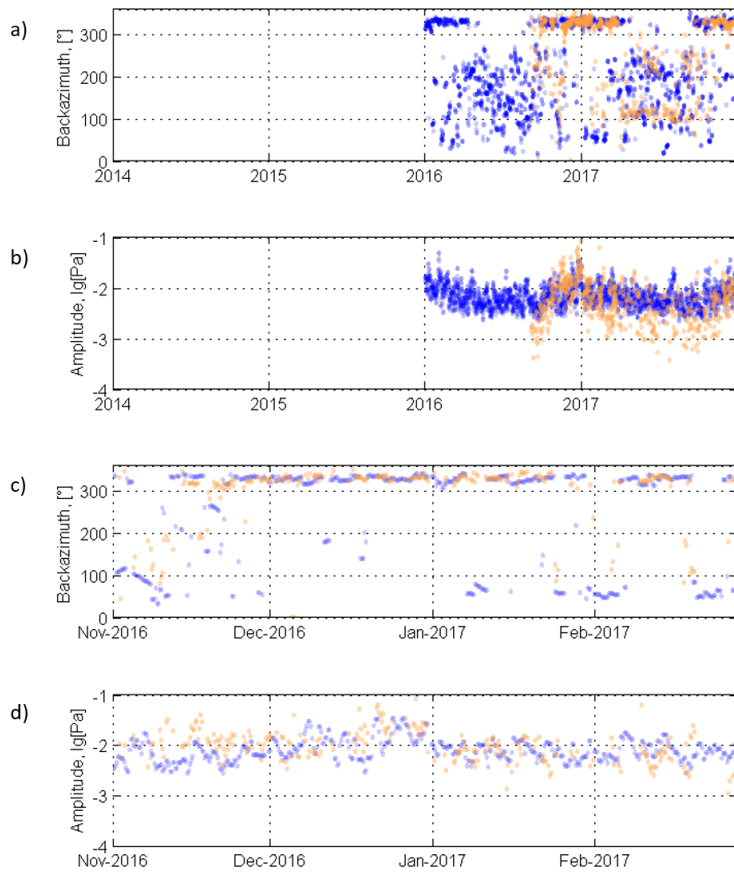 a)
Backazimuth, [°]
300
200
100
0
2014 2015 2016 2017
b)
Amplitude, lg[Pa]
-1
-2
-3
-4
2014 2015 2016 2017
c)
Backazimuth, [°]
300
200
100
0
Nov-2016 Dec-2016 Jan-2017 Feb-2017
d)
Amplitude, lg[Pa]
-1
-2
-3
-4
Nov-2016 Dec-2016 Jan-2017 Feb-2017